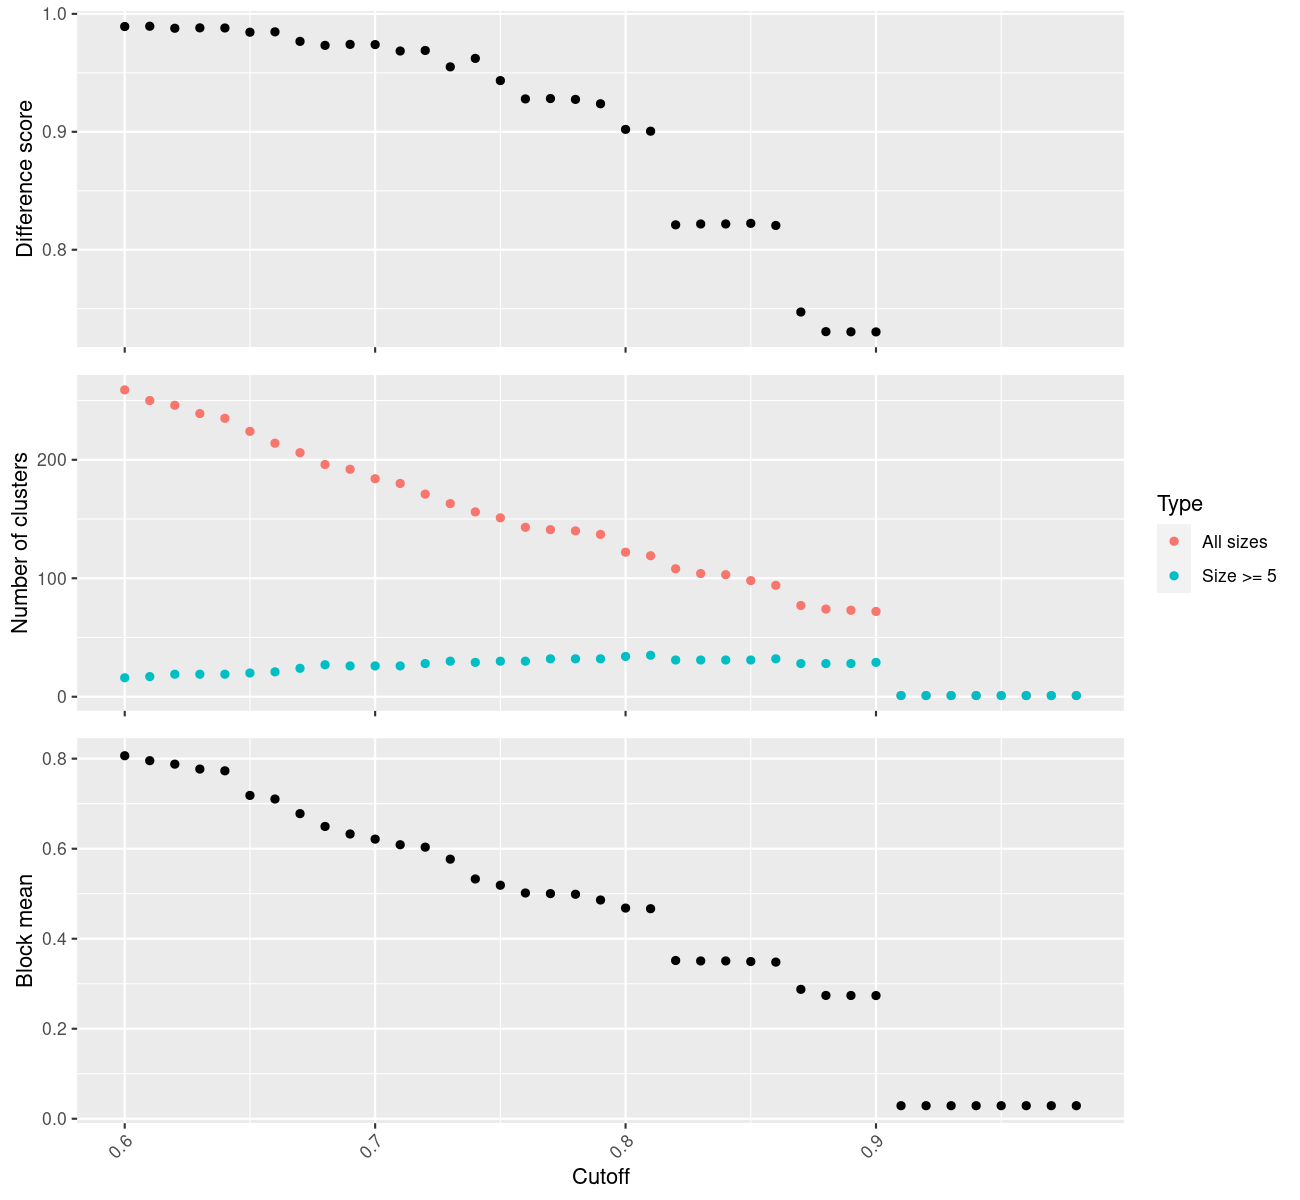 Difference score
1.0
0.9
0.8
Number of clusters
200
100
0
Type
All sizes
Size >= 5
Block mean
0.8
0.6
0.4
0.2
0.0
0.6 0.7 0.8 0.9
Cutoff